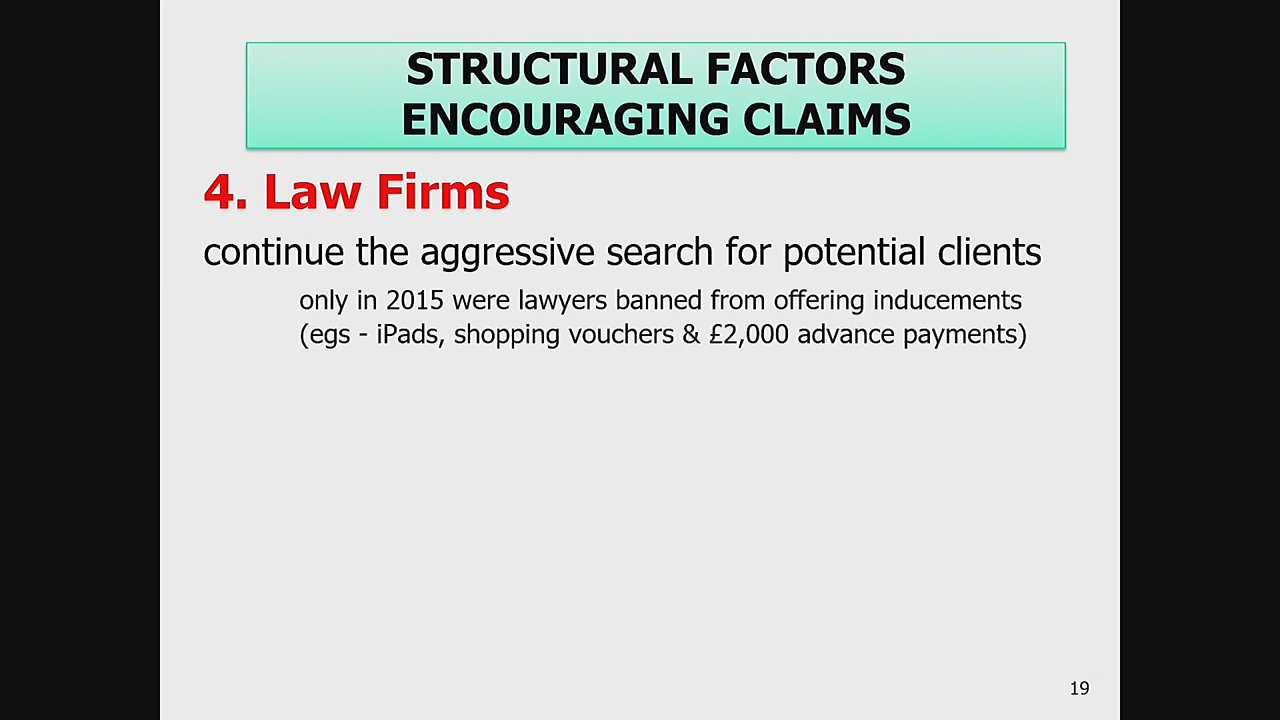 STRUCTURAL FACTORS
ENCOURAGING CLAIMS
4. Law Firms
continue the aggressive search for potential clients
only in 2015 were lawyers banned from offering inducements
(egs - iPads, shopping vouchers & £2,000 advance payments)
19